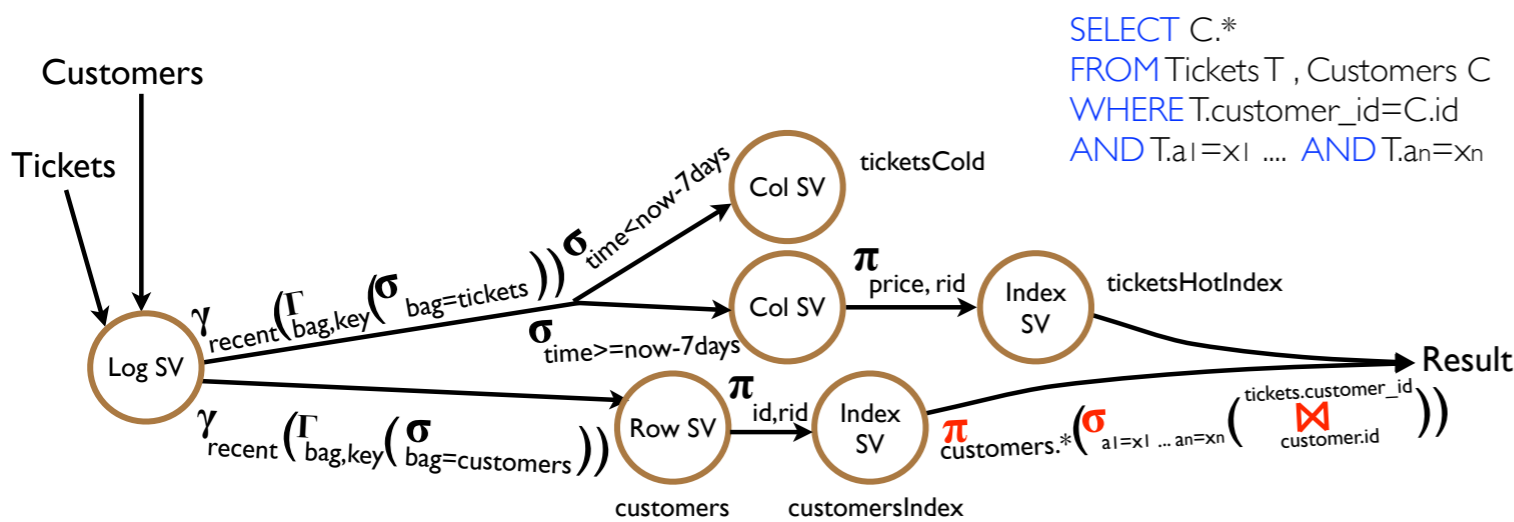 SELECT C.*
FROM Tickets T , Customers C
WHERE T.customer_id=C.id
AND T.a1=x1 .... AND T.an=xn
Customers
Tickets
Log SV
γ recent(Γ bag,key(σ bag=tickets))
σ time<now-7days
Col SV
ticketsCold
σ time>=now-7days
Col SV
π price, rid
Index
SV
ticketsHotIndex
γ recent(Γ bag,key(σ bag=customers))
Row SV
customers
π id,rid
Index
SV
customersIndex
π customers.*(σ a1=x1 ... an=xn(
tickets.customer_id
⋈
customer.id
))
Result